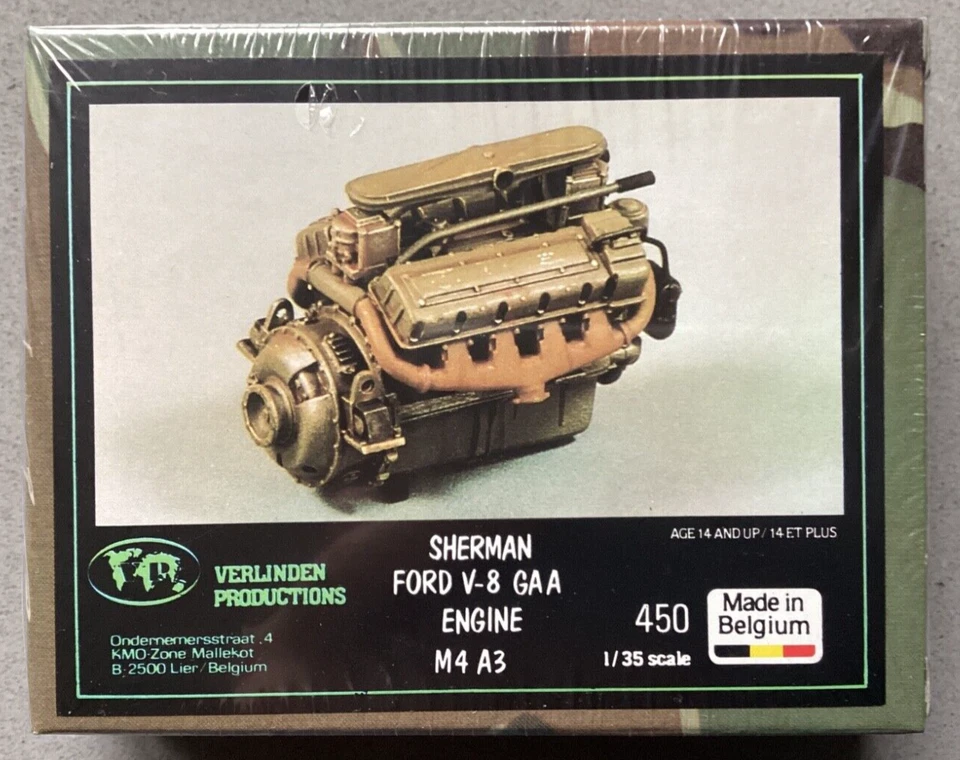 AGE 14 AND UP / 14 ET PLUS
VP.
VERLINDEN
PRODUCTIONS
Ondernemersstraat .4
KMO-Zone Mallekot
B-2500 Lier/Belgium
SHERMAN
FORD V-8 GAA
ENGINE
M4 A3
450
1/35 scale
Made in
Belgium